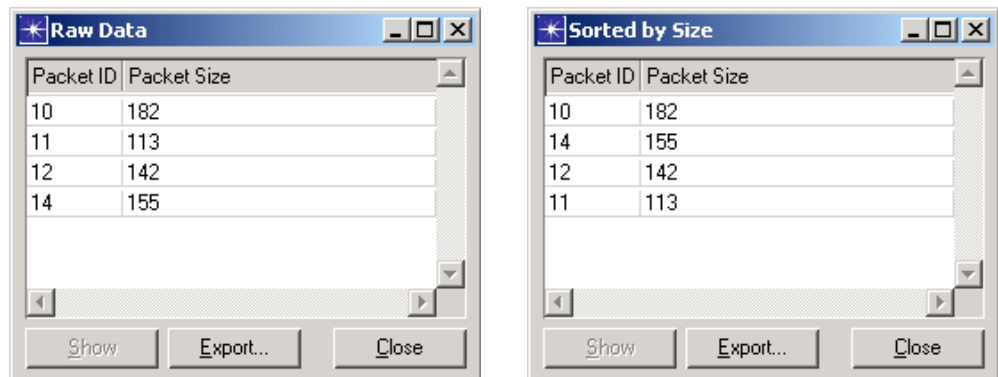 Raw Data
Packet ID Packet Size
10 182
11 113
12 142
14 155
Show Export... Close
Sorted by Size
Packet ID Packet Size
10 182
14 155
12 142
11 113
Show Export... Close